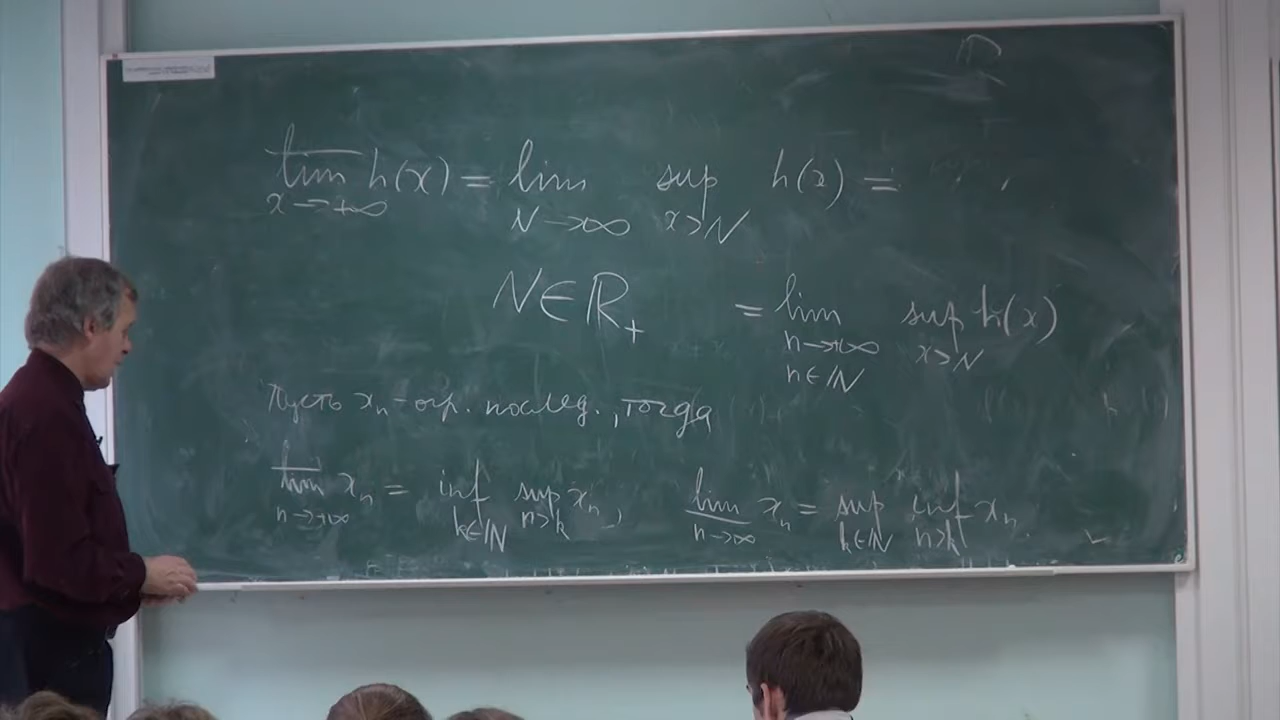 lim h(x) = lim sup h(x) =
x→+∞ N→∞ x>N
N∈ℝ₊ = lim sup h(x)
n→∞ x>N
n∈ℕ
Пусть xₙ - огр. послед., тогда
lim xₙ = inf sup xₙ, lim xₙ = sup inf xₙ
n→+∞ k∈ℕ n>k n→∞ k∈ℕ n>k